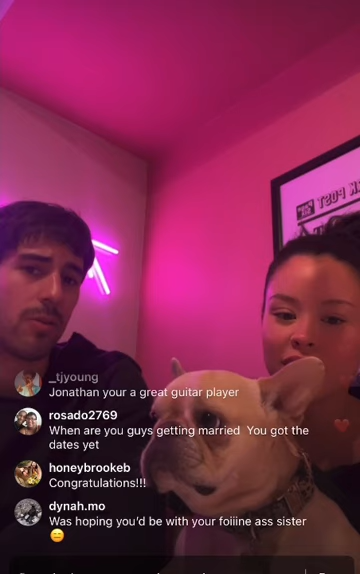 N POST
_tjyoung
Jonathan your a great guitar player
rosado2769
When are you guys getting married  You got the
dates yet
honeybrookeb
Congratulations!!!
dynah.mo
Was hoping you'd be with your foiiine ass sister
😑